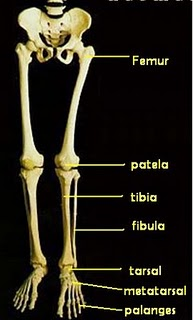 Femur
patela
tibia
fibula
tarsal
metatarsal
palanges